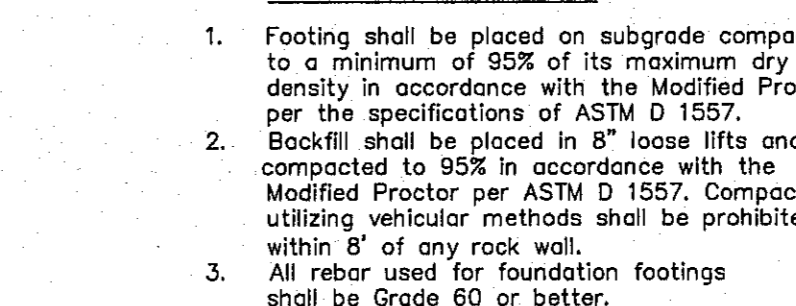 1. Footing shall be placed on subgrade compa
to a minimum of 95% of its maximum dry
density in accordance with the Modified Pro
per the specifications of ASTM D 1557.
2. Backfill shall be placed in 8" loose lifts and
compacted to 95% in accordance with the
Modified Proctor per ASTM D 1557. Compac
utilizing vehicular methods shall be prohibite
within 8' of any rock wall.
3. All rebar used for foundation footings
shall be Grade 60 or better.